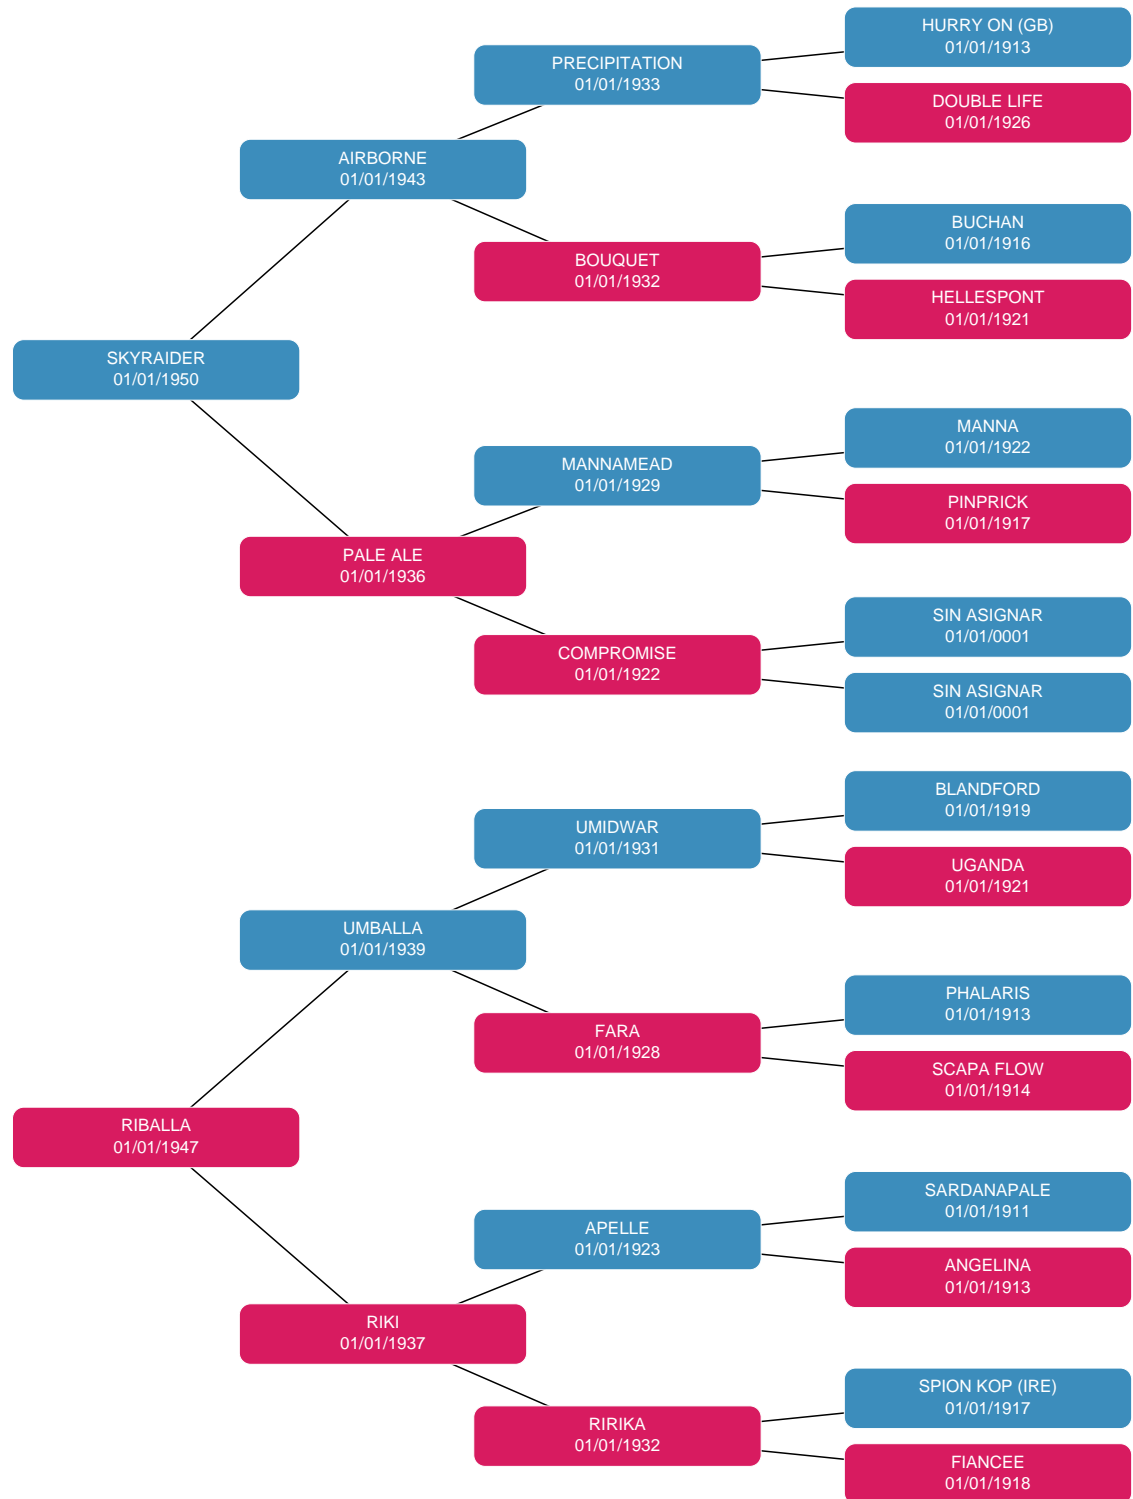 HURRY ON (GB)
01/01/1913
PRECIPITATION
01/01/1933
DOUBLE LIFE
01/01/1926
AIRBORNE
01/01/1943
BUCHAN
01/01/1916
BOUQUET
01/01/1932
HELLESPONT
01/01/1921
SKYRAIDER
01/01/1950
MANNA
01/01/1922
MANNAMEAD
01/01/1929
PINPRICK
01/01/1917
PALE ALE
01/01/1936
SIN ASIGNAR
01/01/0001
COMPROMISE
01/01/1922
SIN ASIGNAR
01/01/0001
BLANDFORD
01/01/1919
UMIDWAR
01/01/1931
UGANDA
01/01/1921
UMBALLA
01/01/1939
PHALARIS
01/01/1913
FARA
01/01/1928
SCAPA FLOW
01/01/1914
RIBALLA
01/01/1947
SARDANAPALE
01/01/1911
APELLE
01/01/1923
ANGELINA
01/01/1913
RIKI
01/01/1937
SPION KOP (IRE)
01/01/1917
RIRIKA
01/01/1932
FIANCEE
01/01/1918